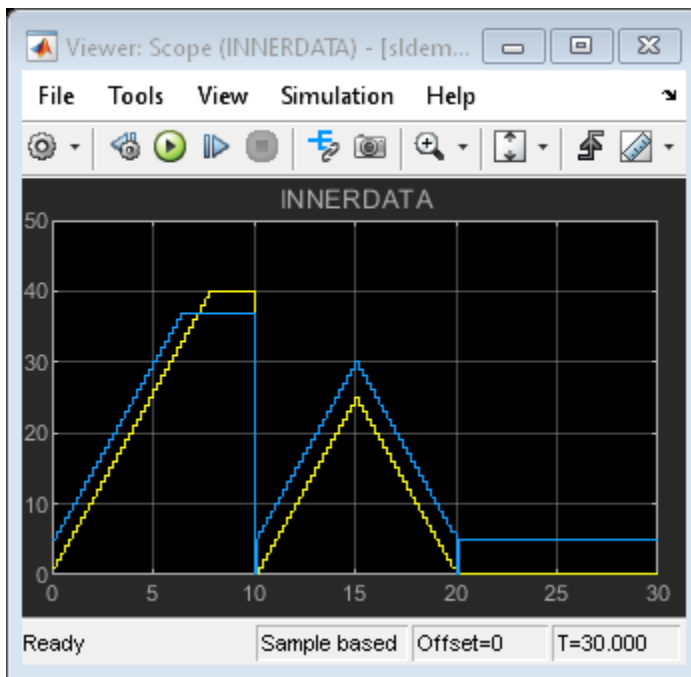 Viewer: Scope (INNERDATA) - [sldem...
File Tools View Simulation Help
INNERDATA
50
40
30
20
10
0
0 5 10 15 20 25 30
Ready Sample based Offset=0 T=30.000